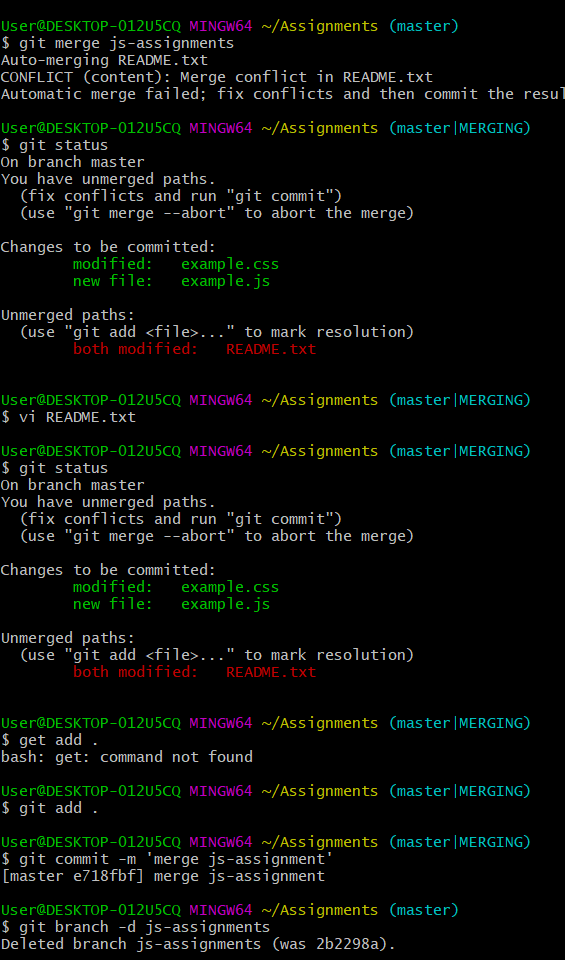 User@DESKTOP-012U5CQ MINGW64 ~/Assignments (master)
$ git merge js-assignments
Auto-merging README.txt
CONFLICT (content): Merge conflict in README.txt
Automatic merge failed; fix conflicts and then commit the resul
User@DESKTOP-012U5CQ MINGW64 ~/Assignments (master|MERGING)
$ git status
On branch master
You have unmerged paths.
  (fix conflicts and run "git commit")
  (use "git merge --abort" to abort the merge)
Changes to be committed:
        modified:   example.css
        new file:   example.js
Unmerged paths:
  (use "git add <file>..." to mark resolution)
        both modified:   README.txt
User@DESKTOP-012U5CQ MINGW64 ~/Assignments (master|MERGING)
$ vi README.txt
User@DESKTOP-012U5CQ MINGW64 ~/Assignments (master|MERGING)
$ git status
On branch master
You have unmerged paths.
  (fix conflicts and run "git commit")
  (use "git merge --abort" to abort the merge)
Changes to be committed:
        modified:   example.css
        new file:   example.js
Unmerged paths:
  (use "git add <file>..." to mark resolution)
        both modified:   README.txt
User@DESKTOP-012U5CQ MINGW64 ~/Assignments (master|MERGING)
$ get add .
bash: get: command not found
User@DESKTOP-012U5CQ MINGW64 ~/Assignments (master|MERGING)
$ git add .
User@DESKTOP-012U5CQ MINGW64 ~/Assignments (master|MERGING)
$ git commit -m 'merge js-assignment'
[master e718fbf] merge js-assignment
User@DESKTOP-012U5CQ MINGW64 ~/Assignments (master)
$ git branch -d js-assignments
Deleted branch js-assignments (was 2b2298a).